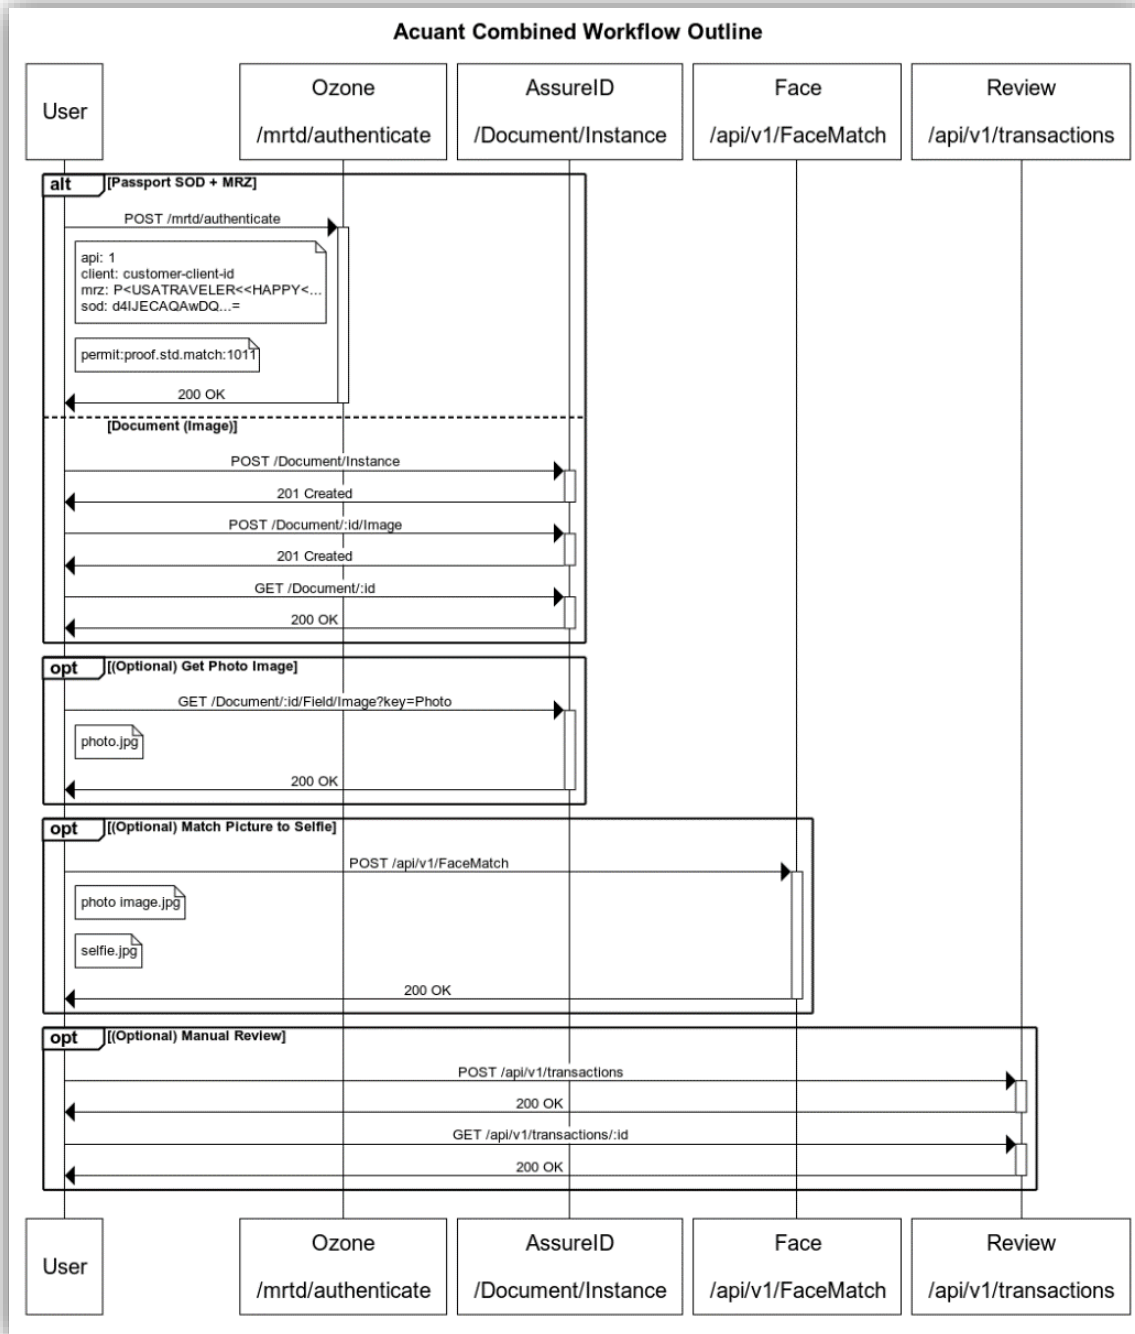 Acuant Combined Workflow Outline
User
Ozone
/mrtd/authenticate
AssureID
/Document/Instance
Face
/api/v1/FaceMatch
Review
/api/v1/transactions
alt
[Passport SOD + MRZ]
POST /mrtd/authenticate
api: 1
client: customer-client-id
mrz: P<USATRAVELER<<HAPPY<...
sod: d4IJECAQAwDQ...=
permit:proof.std.match:1011
200 OK
[Document (Image)]
POST /Document/Instance
201 Created
POST /Document/:id/Image
201 Created
GET /Document/:id
200 OK
opt
[(Optional) Get Photo Image]
GET /Document/:id/Field/Image?key=Photo
photo.jpg
200 OK
opt
[(Optional) Match Picture to Selfie]
POST /api/v1/FaceMatch
photo image.jpg
selfie.jpg
200 OK
opt
[(Optional) Manual Review]
POST /api/v1/transactions
200 OK
GET /api/v1/transactions/:id
200 OK
User
Ozone
/mrtd/authenticate
AssureID
/Document/Instance
Face
/api/v1/FaceMatch
Review
/api/v1/transactions